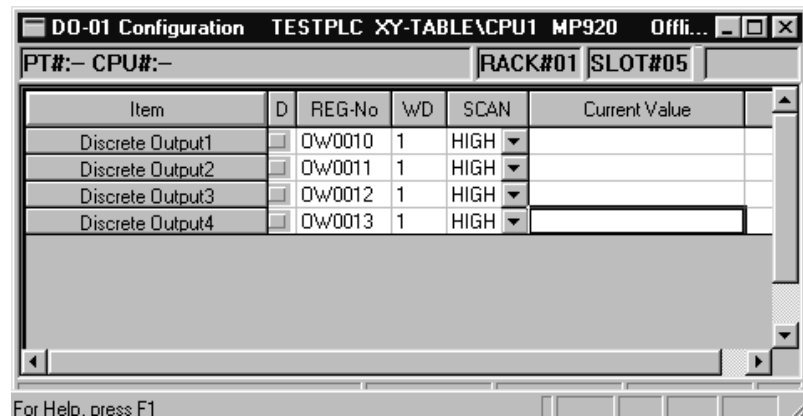 DO-01 Configuration TESTPLC XY-TABLE\CPU1 MP920 Offli...
PT#:– CPU#:– RACK#01 SLOT#05
Item D REG-No WD SCAN Current Value
Discrete Output1 OW0010 1 HIGH
Discrete Output2 OW0011 1 HIGH
Discrete Output3 OW0012 1 HIGH
Discrete Output4 OW0013 1 HIGH
For Help, press F1